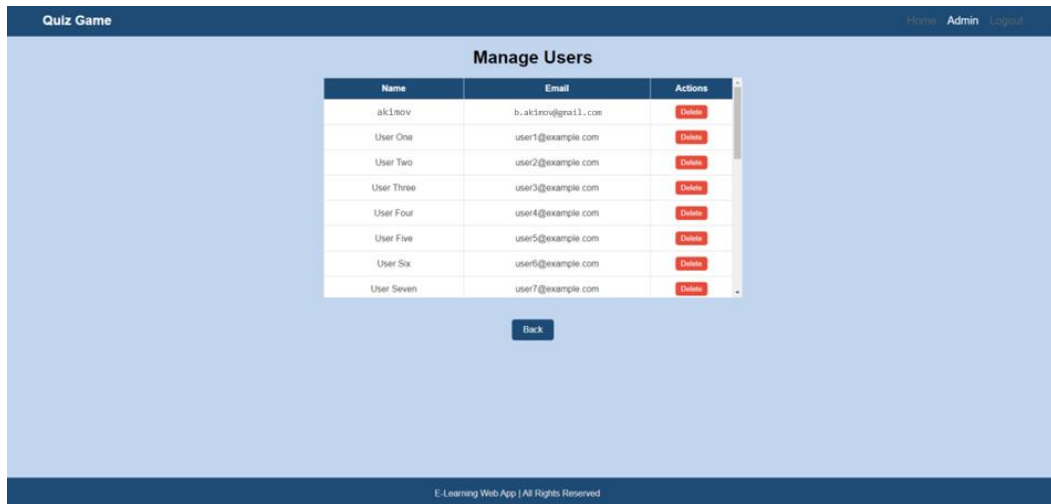 Quiz Game Home Admin Logout
Manage Users
Name Email Actions
akimov b.akimov@gmail.com Delete
User One user1@example.com Delete
User Two user2@example.com Delete
User Three user3@example.com Delete
User Four user4@example.com Delete
User Five user5@example.com Delete
User Six user6@example.com Delete
User Seven user7@example.com Delete
Back
E-Learning Web App | All Rights Reserved